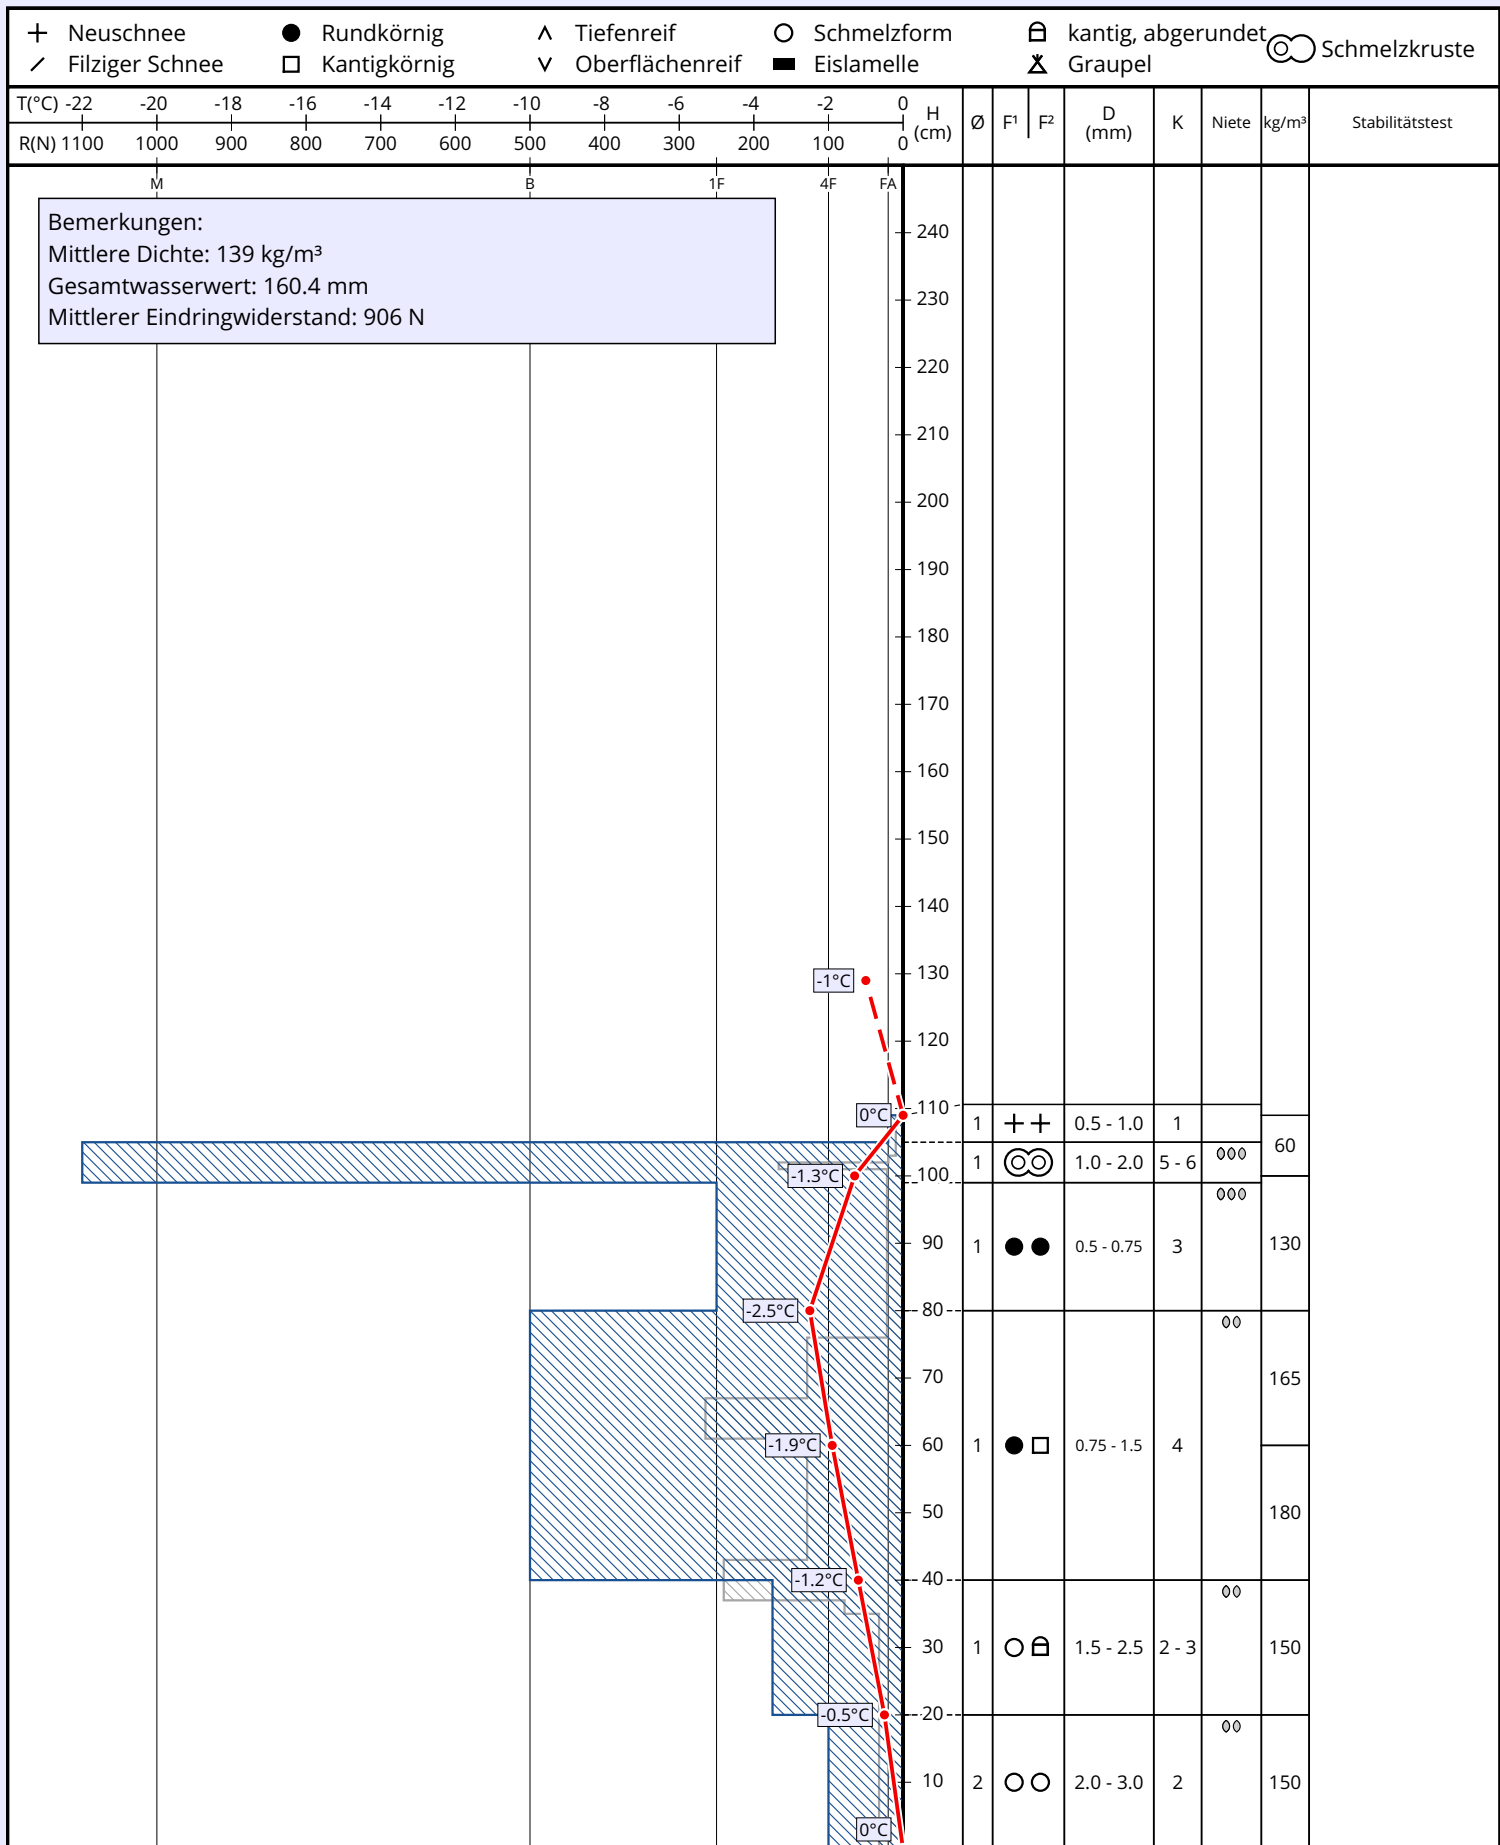 Neuschnee Rundkörnig Tiefenreif Schmelzform kantig, abgerundet Schmelzkruste
Filziger Schnee Kantigkörnig Oberflächenreif Eislamelle Graupel
T(°C) -22 -20 -18 -16 -14 -12 -10 -8 -6 -4 -2 0
R(N) 1100 1000 900 800 700 600 500 400 300 200 100 0
H (cm) Ø F¹ F² D (mm) K Niete kg/m³ Stabilitätstest
M B 1F 4F FA
Bemerkungen:
Mittlere Dichte: 139 kg/m³
Gesamtwasserwert: 160.4 mm
Mittlerer Eindringwiderstand: 906 N
240
230
220
210
200
190
180
170
160
150
140
130
-1°C
120
110
0°C
1 0.5 - 1.0 1
60
1 1.0 - 2.0 5 - 6
-1.3°C 100
90 1 0.5 - 0.75 3 130
-2.5°C 80
70 165
-1.9°C 60 1 0.75 - 1.5 4
50 180
-1.2°C 40
30 1 1.5 - 2.5 2 - 3 150
-0.5°C 20
10 2 2.0 - 3.0 2 150
0°C